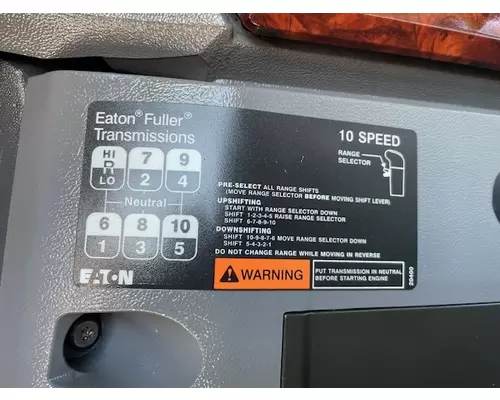 Eaton® Fuller®
Transmissions
10 SPEED
RANGE
SELECTOR
HI
R
LO
7
2
9
4
Neutral
6
1
8
3
10
5
PRE-SELECT ALL RANGE SHIFTS
(MOVE RANGE SELECTOR BEFORE MOVING SHIFT LEVER)
UPSHIFTING
START WITH RANGE SELECTOR DOWN
SHIFT 1-2-3-4-5 RAISE RANGE SELECTOR
SHIFT 6-7-8-9-10
DOWNSHIFTING
SHIFT 10-9-8-7-6 MOVE RANGE SELECTOR DOWN
SHIFT 5-4-3-2-1
DO NOT CHANGE RANGE WHILE MOVING IN REVERSE
EATON
WARNING
PUT TRANSMISSION IN NEUTRAL
BEFORE STARTING ENGINE
20490